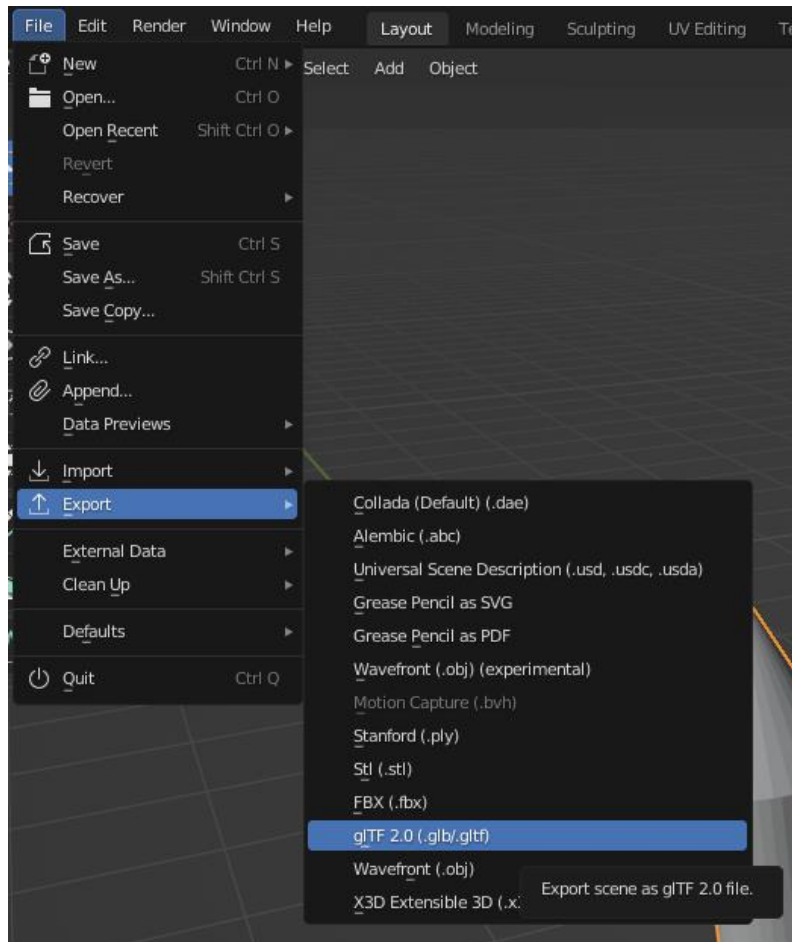 File Edit Render Window Help Layout Modeling Sculpting UV Editing
New Ctrl N
Select Add Object
Open... Ctrl O
Open Recent Shift Ctrl O
Revert
Recover
Save Ctrl S
Save As... Shift Ctrl S
Save Copy...
Link...
Append...
Data Previews
Import
Export
External Data
Clean Up
Defaults
Quit Ctrl Q
Collada (Default) (.dae)
Alembic (.abc)
Universal Scene Description (.usd, .usdc, .usda)
Grease Pencil as SVG
Grease Pencil as PDF
Wavefront (.obj) (experimental)
Motion Capture (.bvh)
Stanford (.ply)
Stl (.stl)
FBX (.fbx)
glTF 2.0 (.glb/.gltf)
Wavefront (.obj)
X3D Extensible 3D
Export scene as glTF 2.0 file.